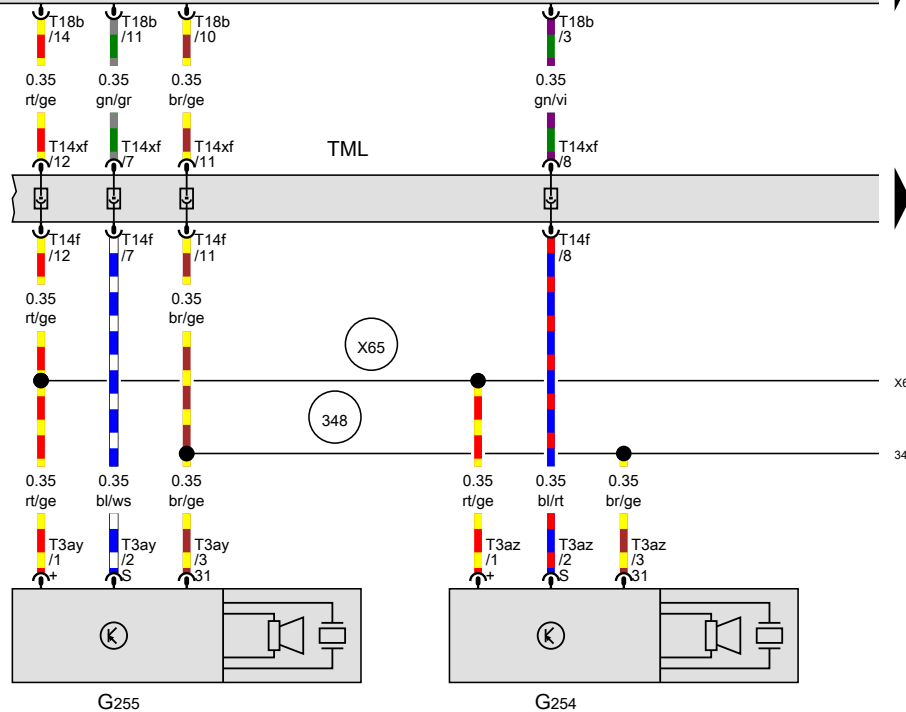 T18b T18b T18b T18b
/14 /11 /10 /3
0.35 0.35 0.35 0.35
rt/ge gn/gr br/ge gn/vi
T14xf T14xf T14xf TML T14xf
/12 /7 /11 /8
T14f T14f T14f T14f
/12 /7 /11 /8
0.35 0.35
rt/ge br/ge
X65
X6
348
34
0.35 0.35 0.35 0.35 0.35 0.35
rt/ge bl/ws br/ge rt/ge bl/rt br/ge
T3ay T3ay T3ay T3az T3az T3az
/1 /2 /3 /1 /2 /3
+ S 31 + S 31
G255 G254